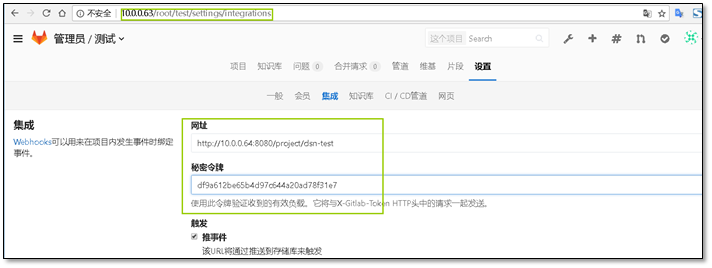 不安全 10.0.0.63/root/test/settings/integrations
管理员 / 测试
这个项目 Search
项目 知识库 问题 0 合并请求 0 管道 维基 片段 设置
一般 会员 集成 知识库 CI / CD管道 网页
集成
Webhooks可以用来在项目内发生事件时绑定
事件。
网址
http://10.0.0.64:8080/project/dsn-test
秘密令牌
df9a612be65b4d97c644a20ad78f31e7
使用此令牌验证收到的有效负载。它将与X-Gitlab-Token HTTP头中的请求一起发送。
触发
推事件
该URL将通过推送到存储库来触发